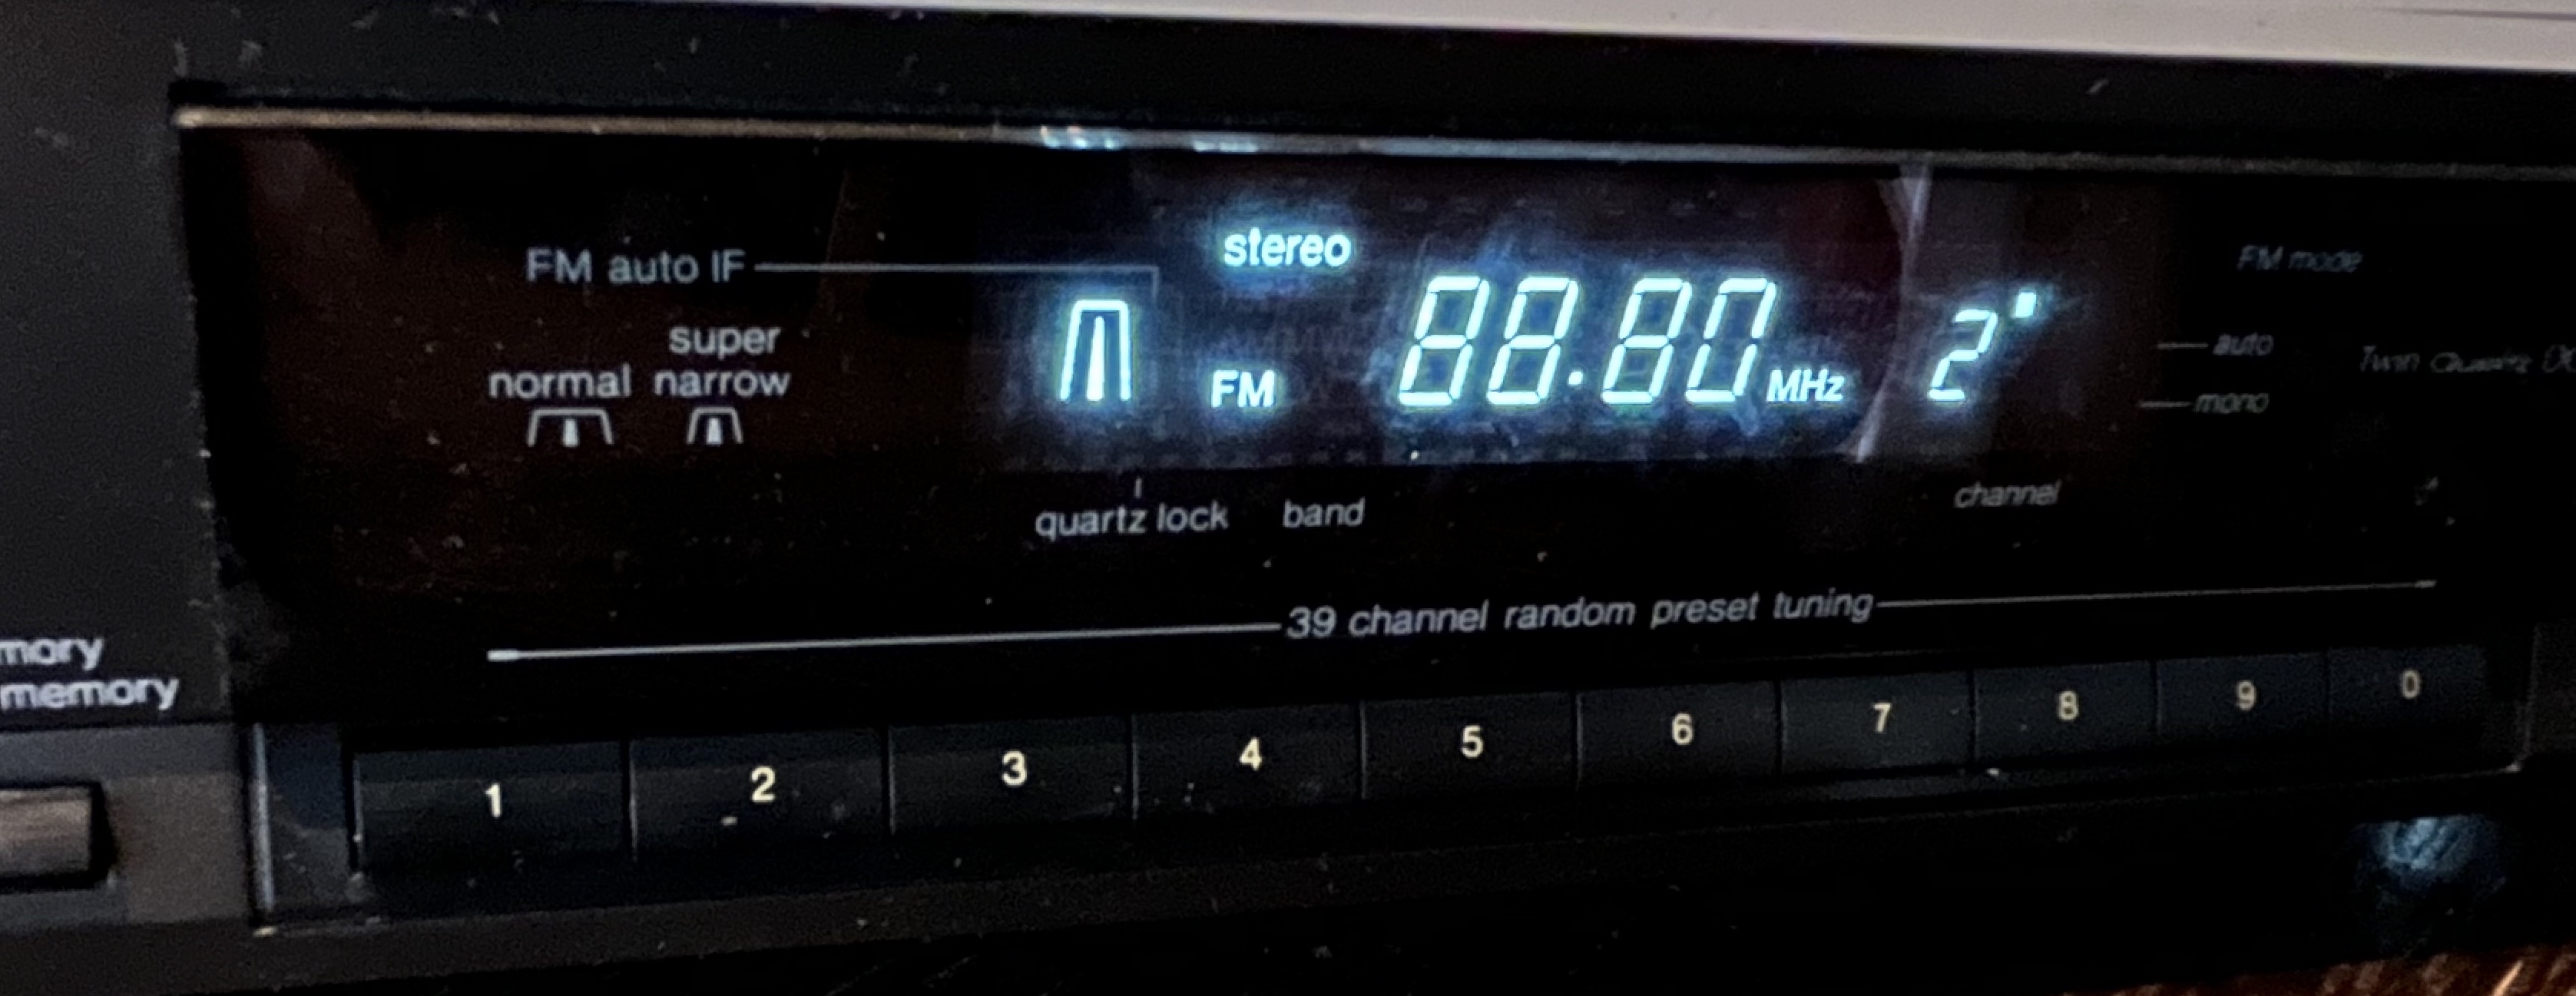 FM auto IF
super
normal narrow
stereo
FM 88.80 MHz 2
quartz lock band
channel
FM mode
auto
mono
Twin
39 channel random preset tuning
mory
memory
1 2 3 4 5 6 7 8 9 0